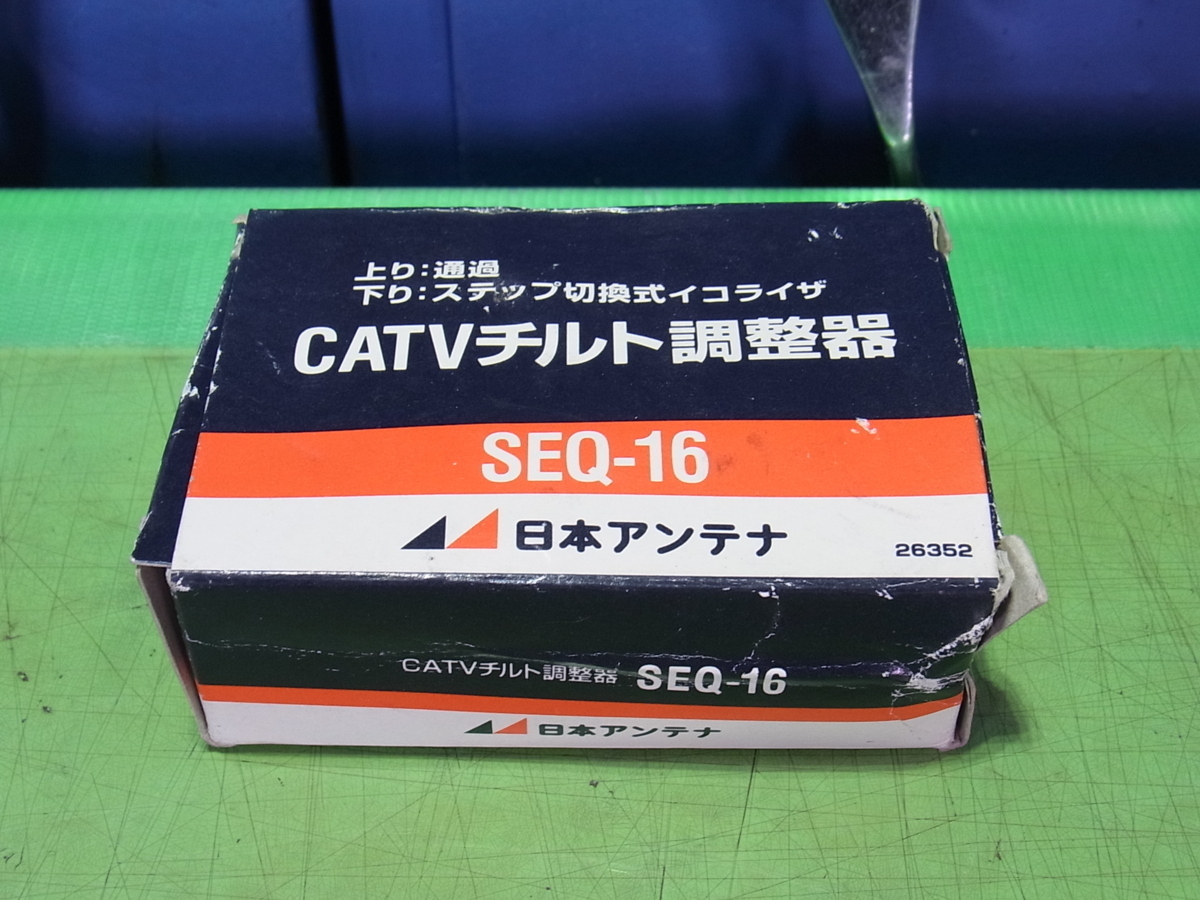 上り:通過
下り:ステップ切換式イコライザ
CATVチルト調整器
SEQ-16
日本アンテナ
26352
CATVチルト調整器 SEQ-16
日本アンテナ